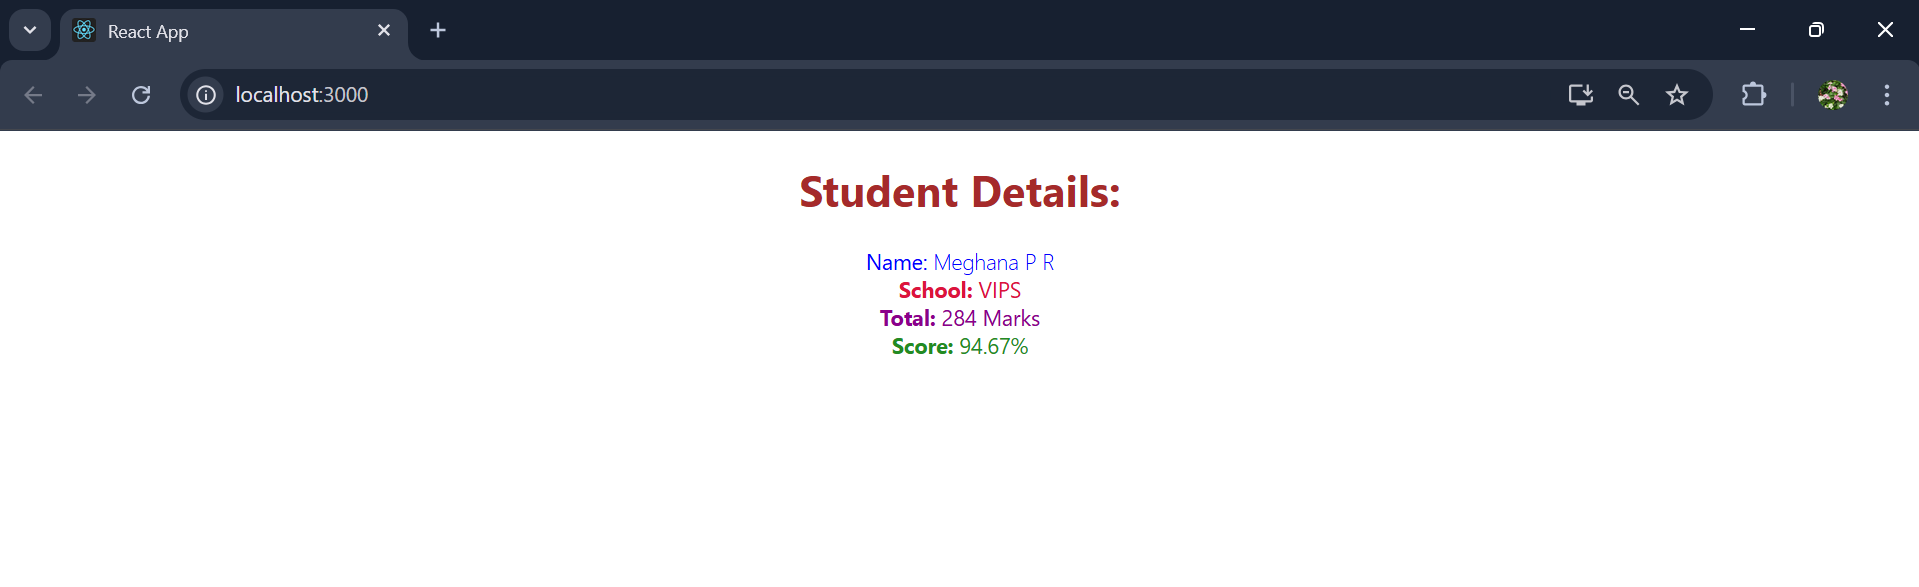 React App
localhost:3000
Student Details:
Name: Meghana P R
School: VIPS
Total: 284 Marks
Score: 94.67%